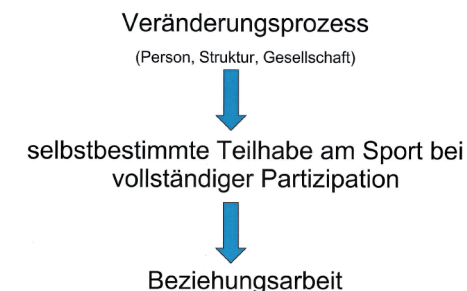 Veränderungsprozess
(Person, Struktur, Gesellschaft)
selbstbestimmte Teilhabe am Sport bei
vollständiger Partizipation
Beziehungsarbeit